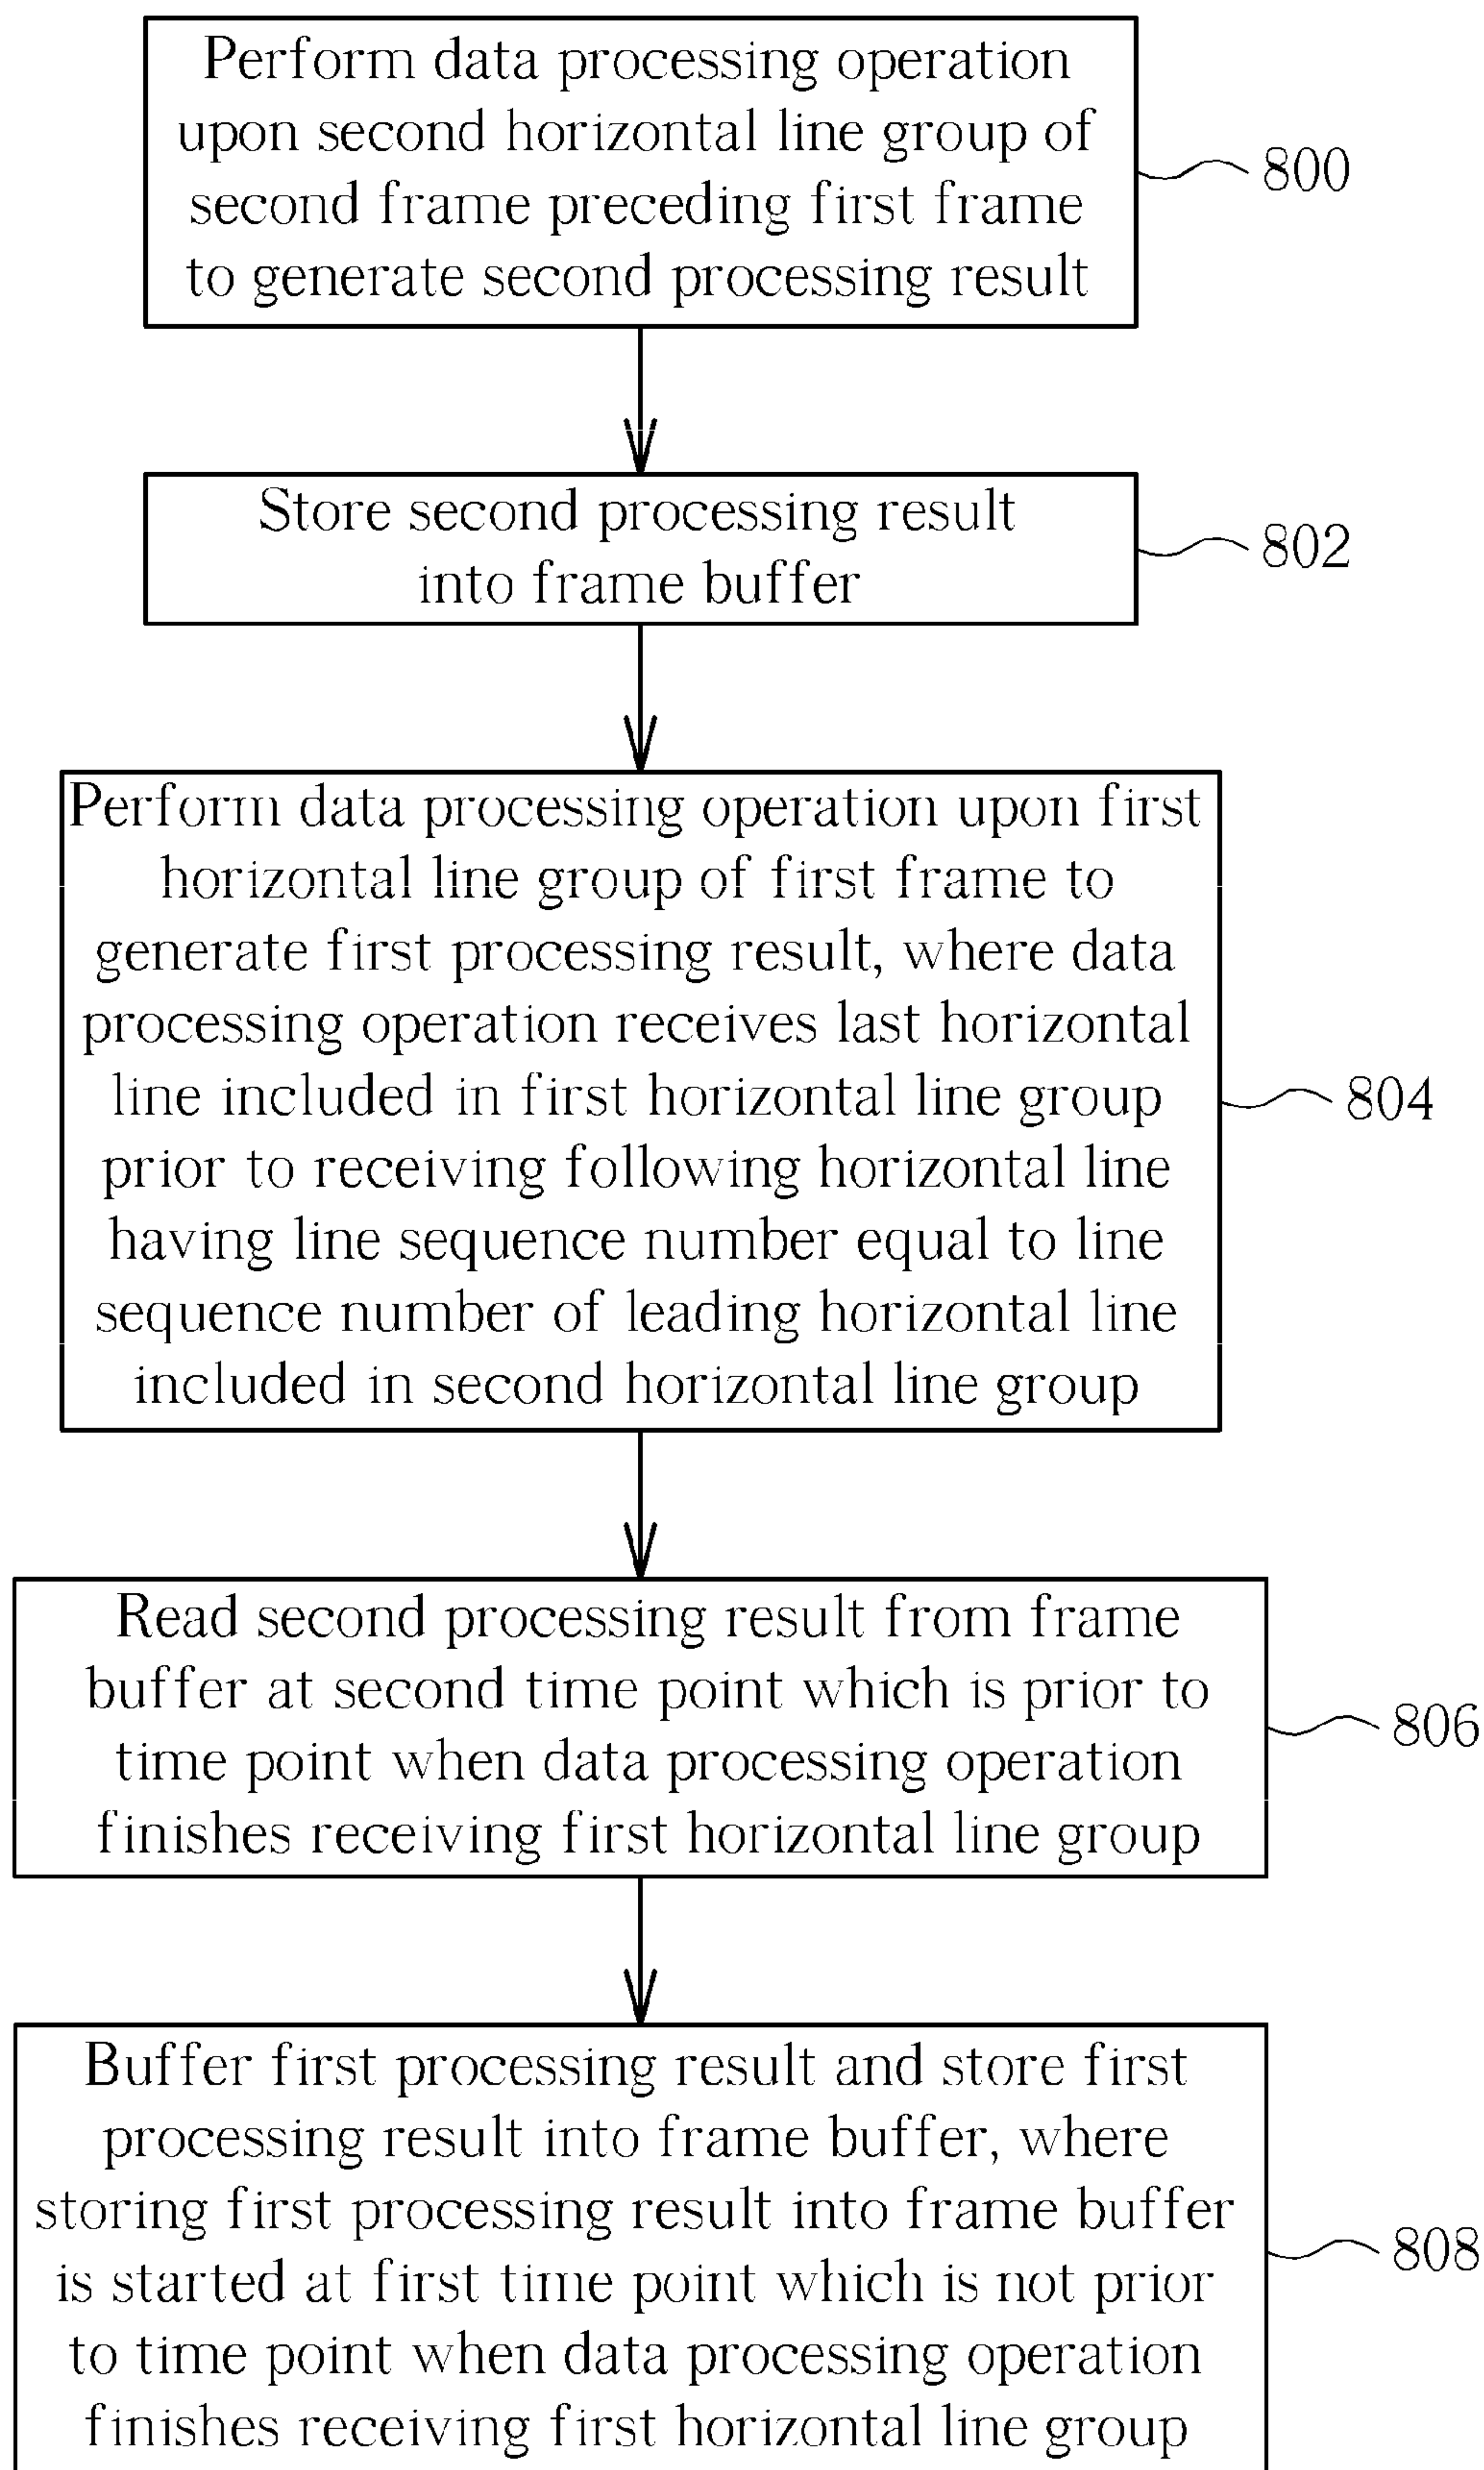 Perform data processing operation
upon second horizontal line group of
second frame preceding first frame
to generate second processing result
800
Store second processing result
into frame buffer
802
Perform data processing operation upon first
horizontal line group of first frame to
generate first processing result, where data
processing operation receives last horizontal
line included in first horizontal line group
prior to receiving following horizontal line
having line sequence number equal to line
sequence number of leading horizontal line
included in second horizontal line group
804
Read second processing result from frame
buffer at second time point which is prior to
time point when data processing operation
finishes receiving first horizontal line group
806
Buffer first processing result and store first
processing result into frame buffer, where
storing first processing result into frame buffer
is started at first time point which is not prior
to time point when data processing operation
finishes receiving first horizontal line group
808